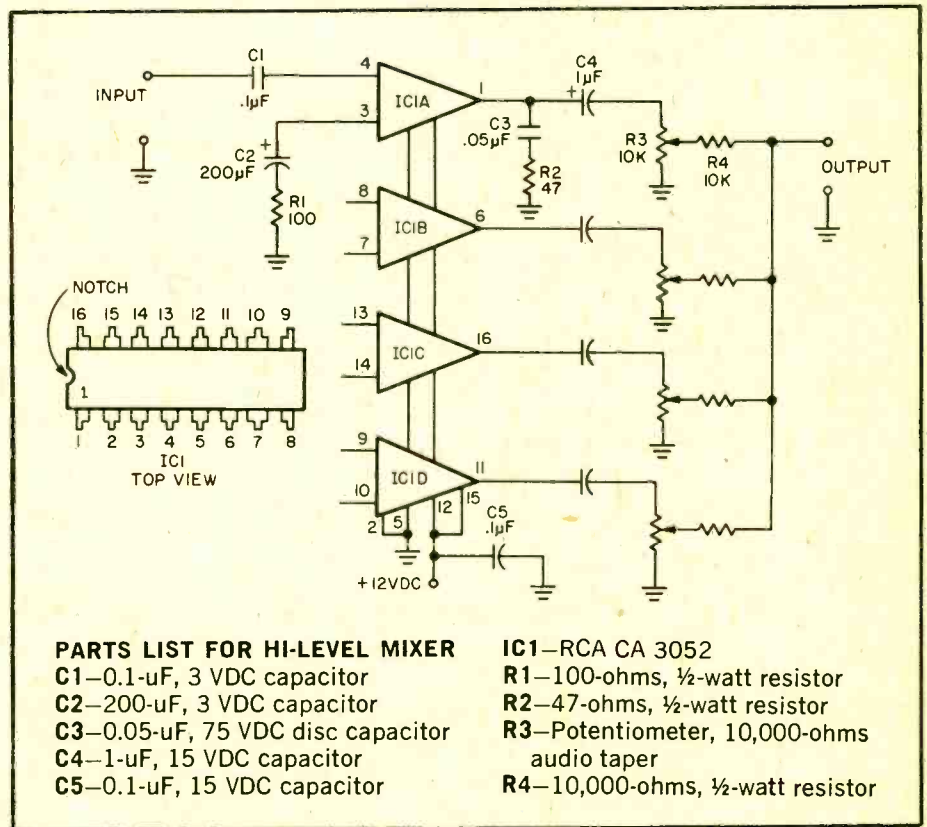 C1
.1µF
INPUT
4
3
IC1A
1
C2
200µF
R1
100
C3
.05µF
R2
47
C4
1µF
R3
10K
R4
10K
OUTPUT
8
7
IC1B
6
NOTCH
16 15 14 13 12 11 10 9
1
1 2 3 4 5 6 7 8
IC1
TOP VIEW
13
14
IC1C
16
9
10
IC1D
11
2 5 12 15
C5
.1µF
+12VDC
+
+
PARTS LIST FOR HI-LEVEL MIXER
C1—0.1-uF, 3 VDC capacitor
C2—200-uF, 3 VDC capacitor
C3—0.05-uF, 75 VDC disc capacitor
C4—1-uF, 15 VDC capacitor
C5—0.1-uF, 15 VDC capacitor
IC1—RCA CA 3052
R1—100-ohms, ½-watt resistor
R2—47-ohms, ½-watt resistor
R3—Potentiometer, 10,000-ohms
audio taper
R4—10,000-ohms, ½-watt resistor